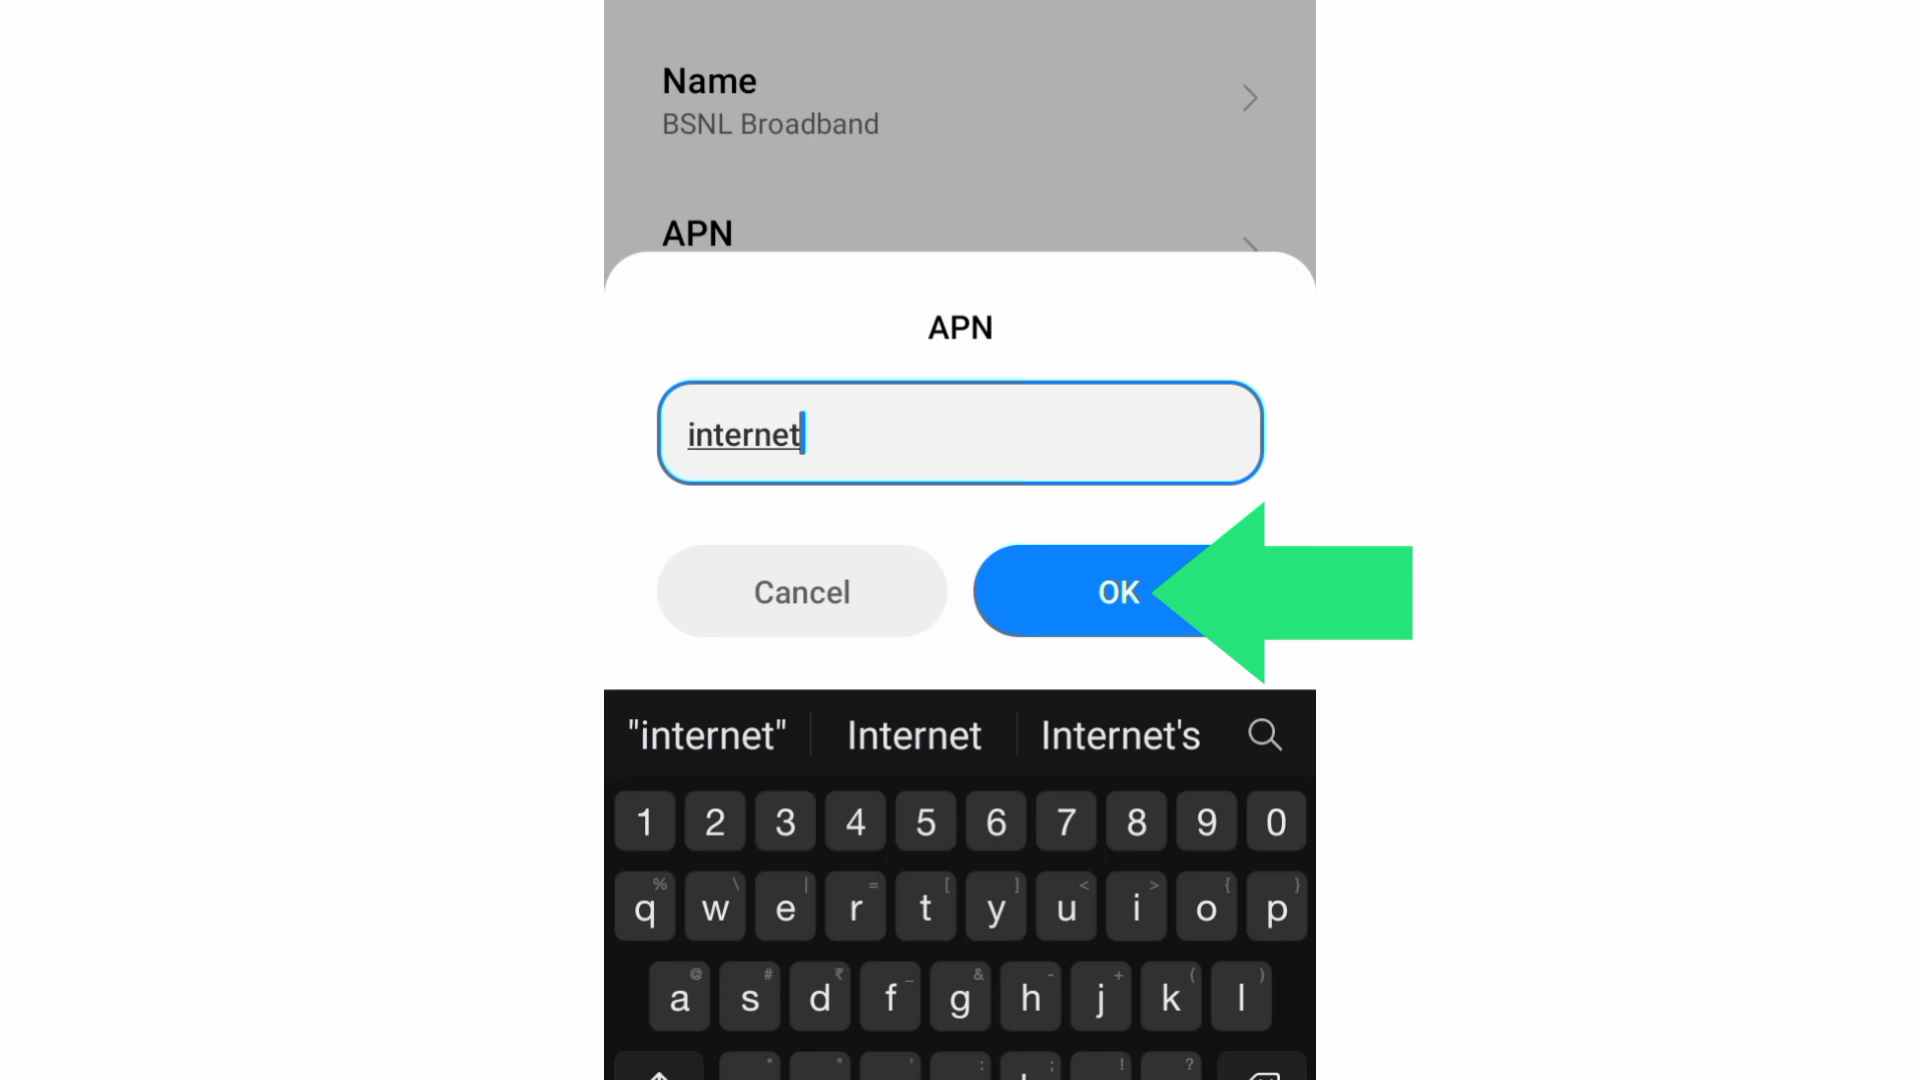 Name
BSNL Broadband
APN
APN
internet
Cancel OK
"internet" Internet Internet's
1 2 3 4 5 6 7 8 9 0
% \ | = [ ] < > { }
q w e r t y u i o p
@ # ₹ _ & - + ( )
a s d f g h j k l
* " ' : ; ! ?